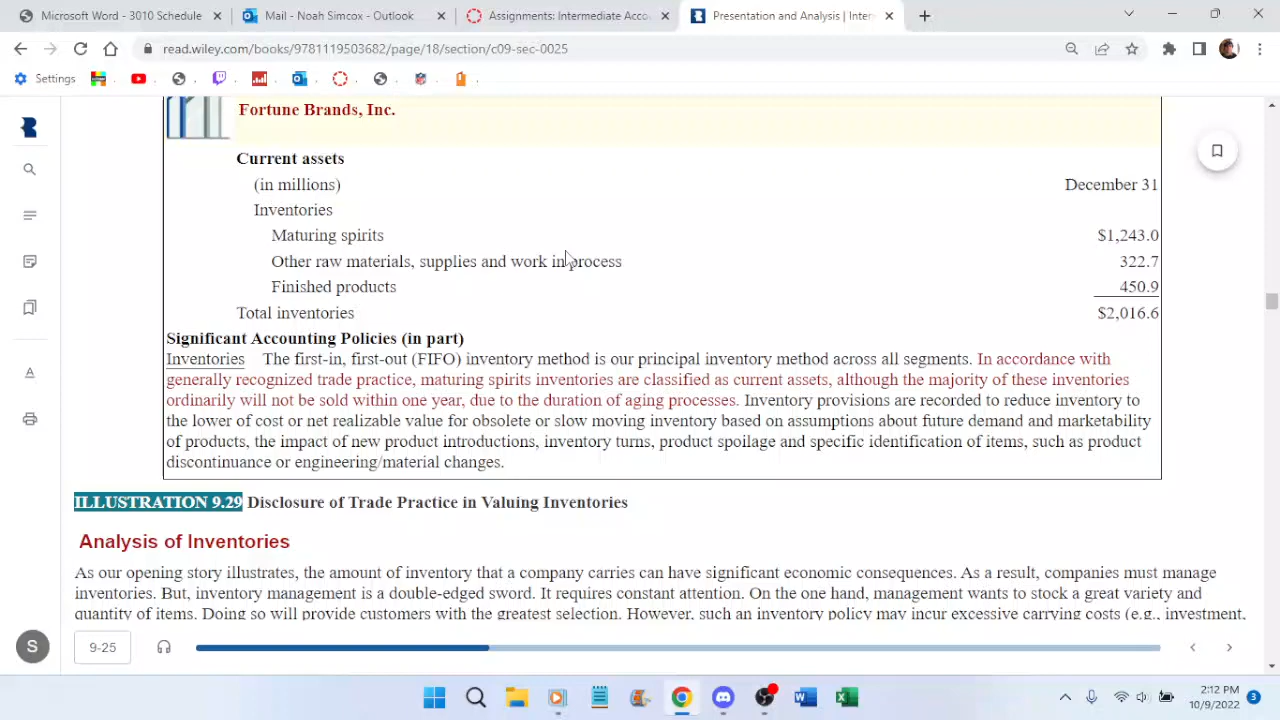 Microsoft Word - 3010 Schedule
Mail - Noah Simcox - Outlook
Assignments: Intermediate Acco
Presentation and Analysis | Inter
read.wiley.com/books/9781119503682/page/18/section/c09-sec-0025
Settings
Fortune Brands, Inc.
Current assets
(in millions) December 31
Inventories
Maturing spirits $1,243.0
Other raw materials, supplies and work in process 322.7
Finished products 450.9
Total inventories $2,016.6
Significant Accounting Policies (in part)
Inventories The first-in, first-out (FIFO) inventory method is our principal inventory method across all segments. In accordance with
generally recognized trade practice, maturing spirits inventories are classified as current assets, although the majority of these inventories
ordinarily will not be sold within one year, due to the duration of aging processes. Inventory provisions are recorded to reduce inventory to
the lower of cost or net realizable value for obsolete or slow moving inventory based on assumptions about future demand and marketability
of products, the impact of new product introductions, inventory turns, product spoilage and specific identification of items, such as product
discontinuance or engineering/material changes.
ILLUSTRATION 9.29 Disclosure of Trade Practice in Valuing Inventories
Analysis of Inventories
As our opening story illustrates, the amount of inventory that a company carries can have significant economic consequences. As a result, companies must manage
inventories. But, inventory management is a double-edged sword. It requires constant attention. On the one hand, management wants to stock a great variety and
quantity of items. Doing so will provide customers with the greatest selection. However, such an inventory policy may incur excessive carrying costs (e.g., investment,
S
9-25
2:12 PM
10/9/2022
3